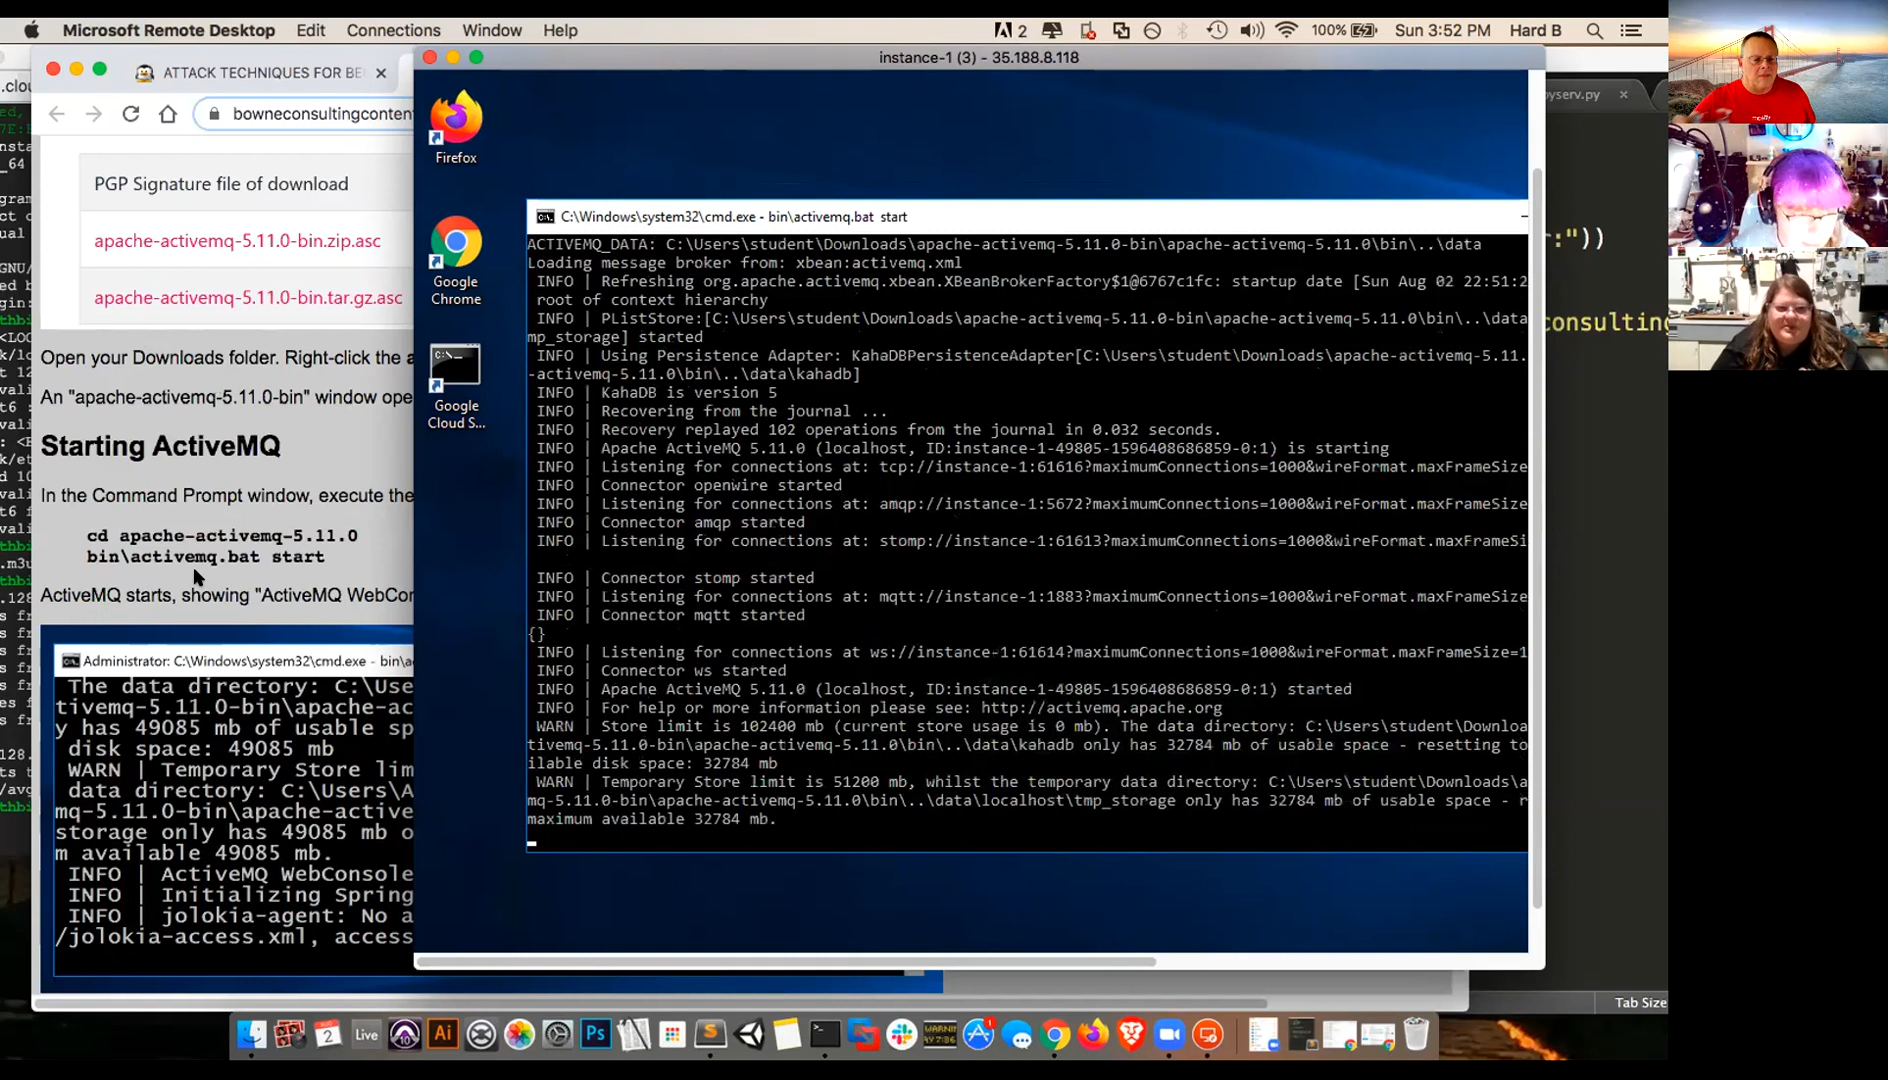 Microsoft Remote Desktop Edit Connections Window Help
2 100% Sun 3:52 PM Hard B
ATTACK TECHNIQUES FOR BE
bowneconsultingconten
PGP Signature file of download
apache-activemq-5.11.0-bin.zip.asc
apache-activemq-5.11.0-bin.tar.gz.asc
Open your Downloads folder. Right-click the a
An "apache-activemq-5.11.0-bin" window ope
Starting ActiveMQ
In the Command Prompt window, execute the
cd apache-activemq-5.11.0
bin\activemq.bat start
ActiveMQ starts, showing "ActiveMQ WebCon
Administrator: C:\Windows\system32\cmd.exe - bin\a
The data directory: C:\Use
tivemq-5.11.0-bin\apache-ac
y has 49085 mb of usable sp
disk space: 49085 mb
WARN | Temporary Store lim
data directory: C:\Users\A
mq-5.11.0-bin\apache-active
storage only has 49085 mb o
m available 49085 mb.
INFO | ActiveMQ WebConsole
INFO | Initializing Spring
INFO | jolokia-agent: No a
/jolokia-access.xml, access
instance-1 (3) - 35.188.8.118
Firefox
Google
Chrome
Google
Cloud S...
C:\Windows\system32\cmd.exe - bin\activemq.bat start
ACTIVEMQ_DATA: C:\Users\student\Downloads\apache-activemq-5.11.0-bin\apache-activemq-5.11.0\bin\..\data
Loading message broker from: xbean:activemq.xml
INFO | Refreshing org.apache.activemq.xbean.XBeanBrokerFactory$1@6767c1fc: startup date [Sun Aug 02 22:51:2
root of context hierarchy
INFO | PListStore:[C:\Users\student\Downloads\apache-activemq-5.11.0-bin\apache-activemq-5.11.0\bin\..\data
mp_storage] started
INFO | Using Persistence Adapter: KahaDBPersistenceAdapter[C:\Users\student\Downloads\apache-activemq-5.11.
-activemq-5.11.0\bin\..\data\kahadb]
INFO | KahaDB is version 5
INFO | Recovering from the journal ...
INFO | Recovery replayed 102 operations from the journal in 0.032 seconds.
INFO | Apache ActiveMQ 5.11.0 (localhost, ID:instance-1-49805-1596408686859-0:1) is starting
INFO | Listening for connections at: tcp://instance-1:61616?maximumConnections=1000&wireFormat.maxFrameSize
INFO | Connector openwire started
INFO | Listening for connections at: amqp://instance-1:5672?maximumConnections=1000&wireFormat.maxFrameSize
INFO | Connector amqp started
INFO | Listening for connections at: stomp://instance-1:61613?maximumConnections=1000&wireFormat.maxFrameSi
INFO | Connector stomp started
INFO | Listening for connections at: mqtt://instance-1:1883?maximumConnections=1000&wireFormat.maxFrameSize
INFO | Connector mqtt started
{}
INFO | Listening for connections at ws://instance-1:61614?maximumConnections=1000&wireFormat.maxFrameSize=1
INFO | Connector ws started
INFO | Apache ActiveMQ 5.11.0 (localhost, ID:instance-1-49805-1596408686859-0:1) started
INFO | For help or more information please see: http://activemq.apache.org
WARN | Store limit is 102400 mb (current store usage is 0 mb). The data directory: C:\Users\student\Downloa
tivemq-5.11.0-bin\apache-activemq-5.11.0\bin\..\data\kahadb only has 32784 mb of usable space - resetting to
ilable disk space: 32784 mb
WARN | Temporary Store limit is 51200 mb, whilst the temporary data directory: C:\Users\student\Downloads\a
mq-5.11.0-bin\apache-activemq-5.11.0\bin\..\data\localhost\tmp_storage only has 32784 mb of usable space - r
maximum available 32784 mb.
yserv.py
:"))
consulting
Tab Size
2 Live Ai Ps